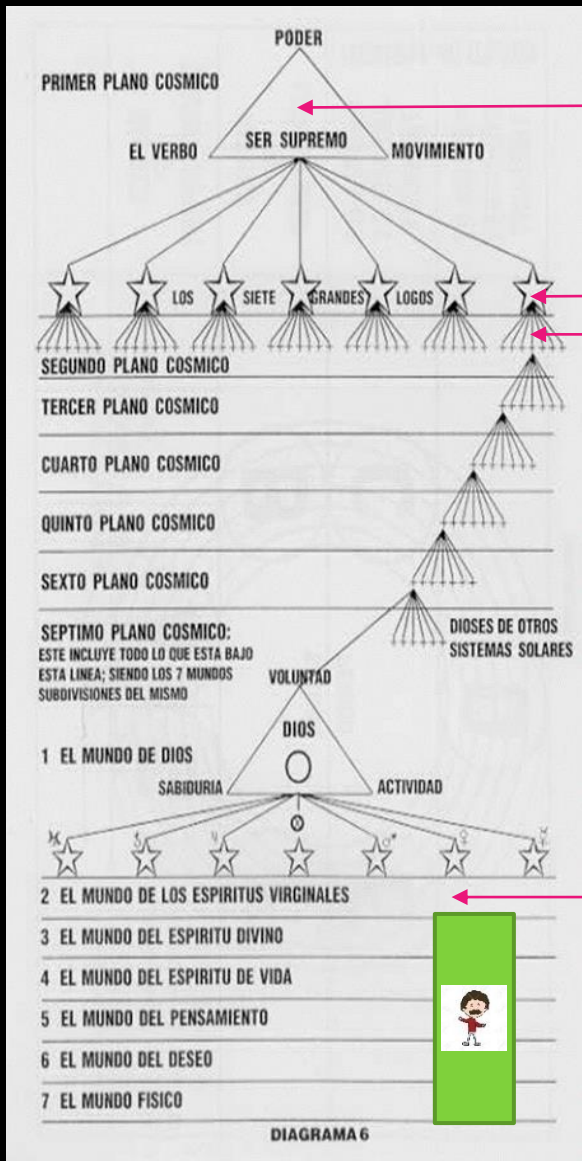 PODER
PRIMER PLANO COSMICO
EL VERBO SER SUPREMO MOVIMIENTO
LOS SIETE GRANDES LOGOS
SEGUNDO PLANO COSMICO
TERCER PLANO COSMICO
CUARTO PLANO COSMICO
QUINTO PLANO COSMICO
SEXTO PLANO COSMICO
SEPTIMO PLANO COSMICO:
ESTE INCLUYE TODO LO QUE ESTA BAJO
ESTA LINEA; SIENDO LOS 7 MUNDOS
SUBDIVISIONES DEL MISMO
DIOSES DE OTROS
SISTEMAS SOLARES
VOLUNTAD
DIOS
1 EL MUNDO DE DIOS
SABIDURIA ACTIVIDAD
2 EL MUNDO DE LOS ESPIRITUS VIRGINALES
3 EL MUNDO DEL ESPIRITU DIVINO
4 EL MUNDO DEL ESPIRITU DE VIDA
5 EL MUNDO DEL PENSAMIENTO
6 EL MUNDO DEL DESEO
7 EL MUNDO FISICO
DIAGRAMA 6